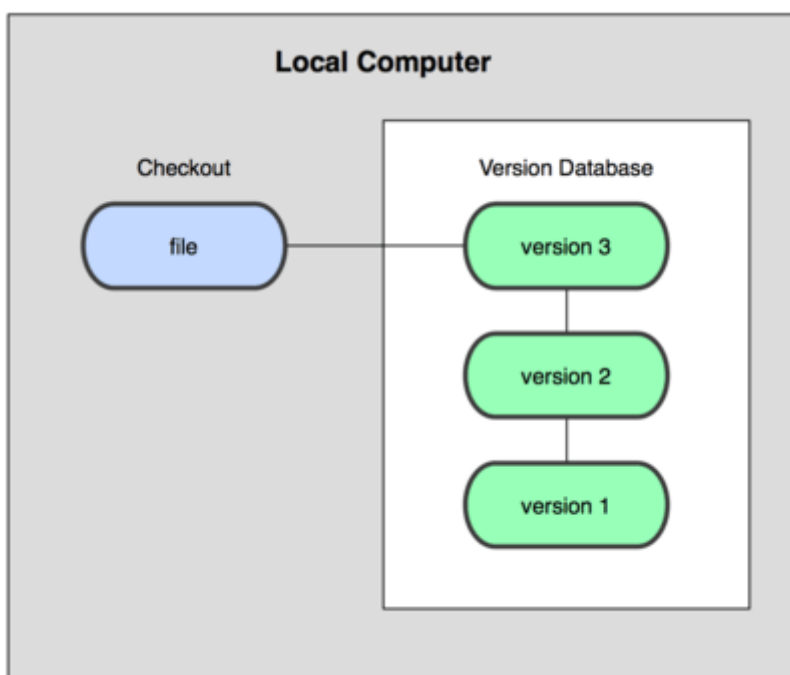 Local Computer
Checkout
Version Database
file
version 3
version 2
version 1